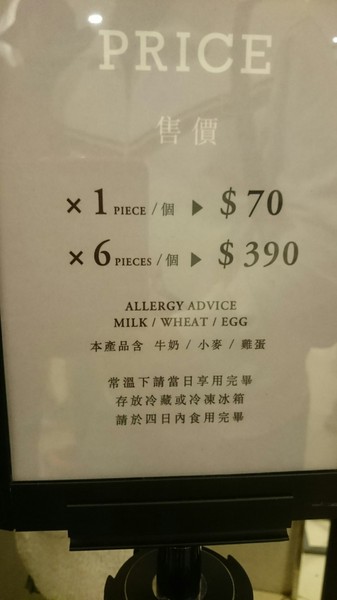 PRICE
售價
×1 PIECE / 個 ▶ $70
×6 PIECES / 個 ▶ $390
ALLERGY ADVICE
MILK / WHEAT / EGG
本產品含 牛奶 / 小麥 / 雞蛋
常溫下請當日享用完畢
存放冷藏或冷凍冰箱
請於四日內食用完畢